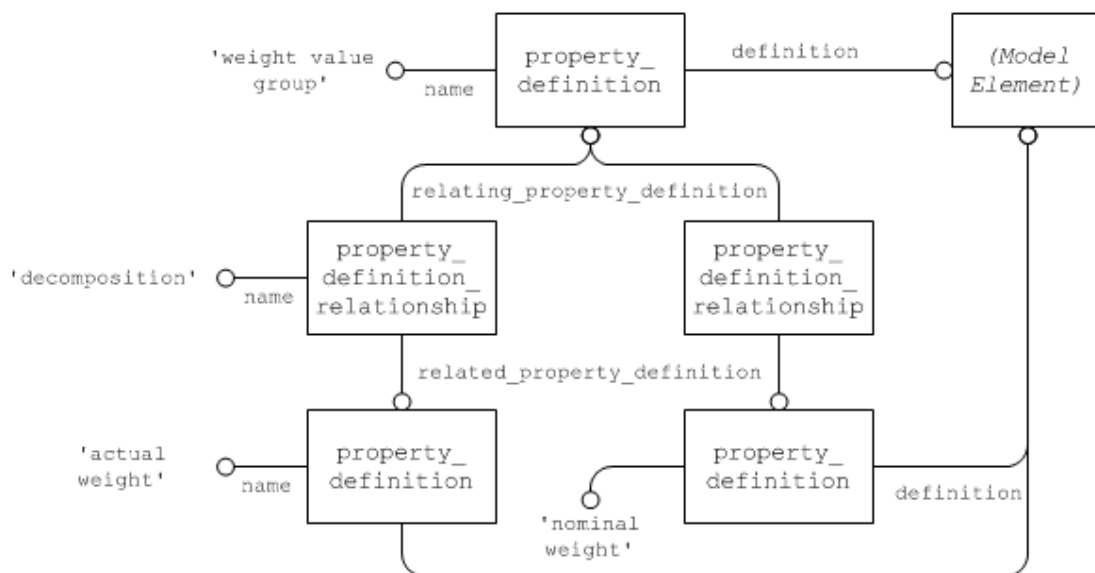 'weight value
group'
name
property_
definition
definition
(Model
Element)
relating_property_definition
'decomposition'
name
property_
definition_
relationship
property_
definition_
relationship
related_property_definition
'actual
weight'
name
property_
definition
'nominal
weight'
property_
definition
definition